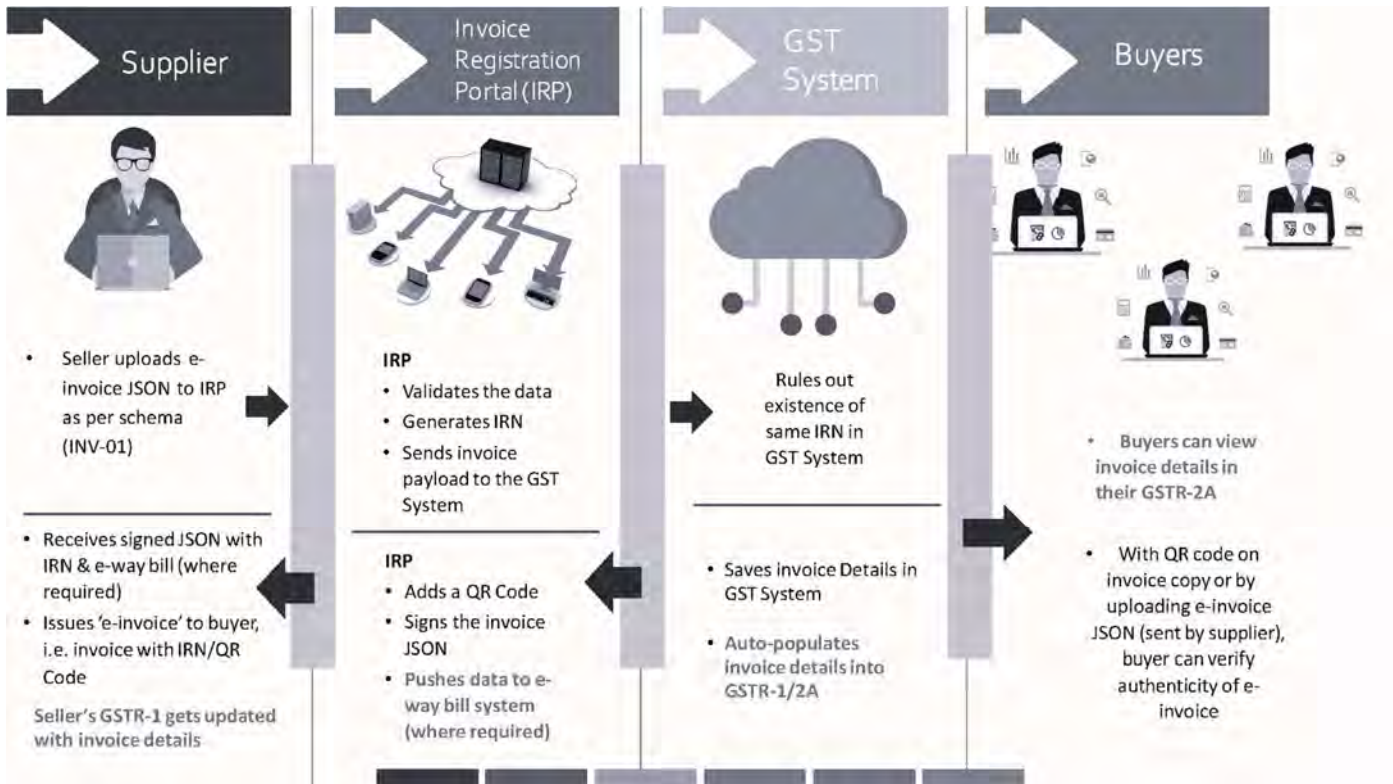 Supplier
Invoice
Registration
Portal (IRP)
GST
System
Buyers
• Seller uploads e-
invoice JSON to IRP
as per schema
(INV-01)
IRP
• Validates the data
• Generates IRN
• Sends invoice
payload to the GST
System
Rules out
existence of
same IRN in
GST System
• Buyers can view
invoice details in
their GSTR-2A
• Receives signed JSON with
IRN & e-way bill (where
required)
• Issues 'e-invoice' to buyer,
i.e. invoice with IRN/QR
Code
Seller's GSTR-1 gets updated
with invoice details
IRP
• Adds a QR Code
• Signs the invoice
JSON
• Pushes data to e-
way bill system
(where required)
• Saves invoice Details in
GST System
• Auto-populates
invoice details into
GSTR-1/2A
• With QR code on
invoice copy or by
uploading e-invoice
JSON (sent by supplier),
buyer can verify
authenticity of e-
invoice